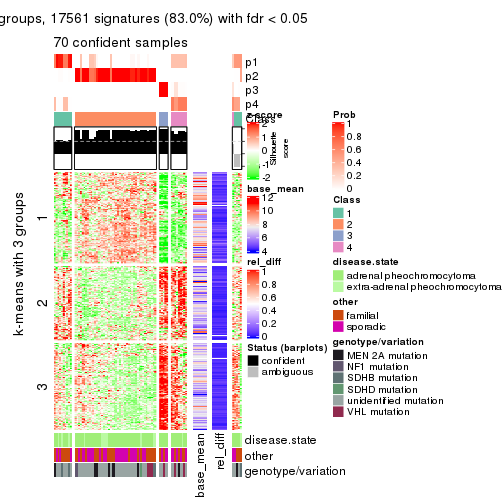 groups, 17561 signatures (83.0%) with fdr < 0.05
70 confident samples
p1
p2
p3
p4
Class
z-score
2
1
0
-1
-2
Silhouette
score
base_mean
12
10
8
6
4
rel_diff
1
0.8
0.6
0.4
0.2
0
Status (barplots)
confident
ambiguous
Prob
1
0.8
0.6
0.4
0.2
0
Class
1
2
3
4
disease.state
adrenal pheochromocytoma
extra-adrenal pheochromocytoma
other
familial
sporadic
genotype/variation
MEN 2A mutation
NF1 mutation
SDHB mutation
SDHD mutation
unidentified mutation
VHL mutation
k-means with 3 groups
1
2
3
disease.state
other
genotype/variation
base_mean
rel_diff